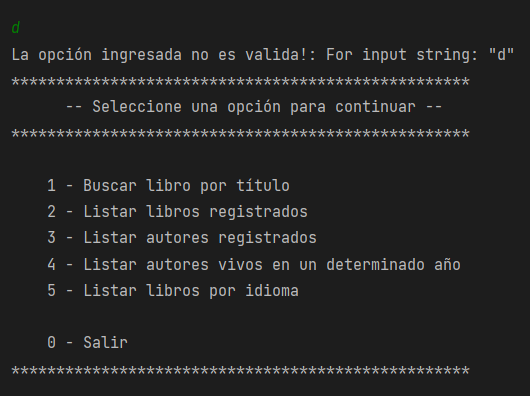 d
La opción ingresada no es valida!: For input string: "d"
***************************************************
-- Seleccione una opción para continuar --
***************************************************
1 - Buscar libro por título
2 - Listar libros registrados
3 - Listar autores registrados
4 - Listar autores vivos en un determinado año
5 - Listar libros por idioma
0 - Salir
***************************************************